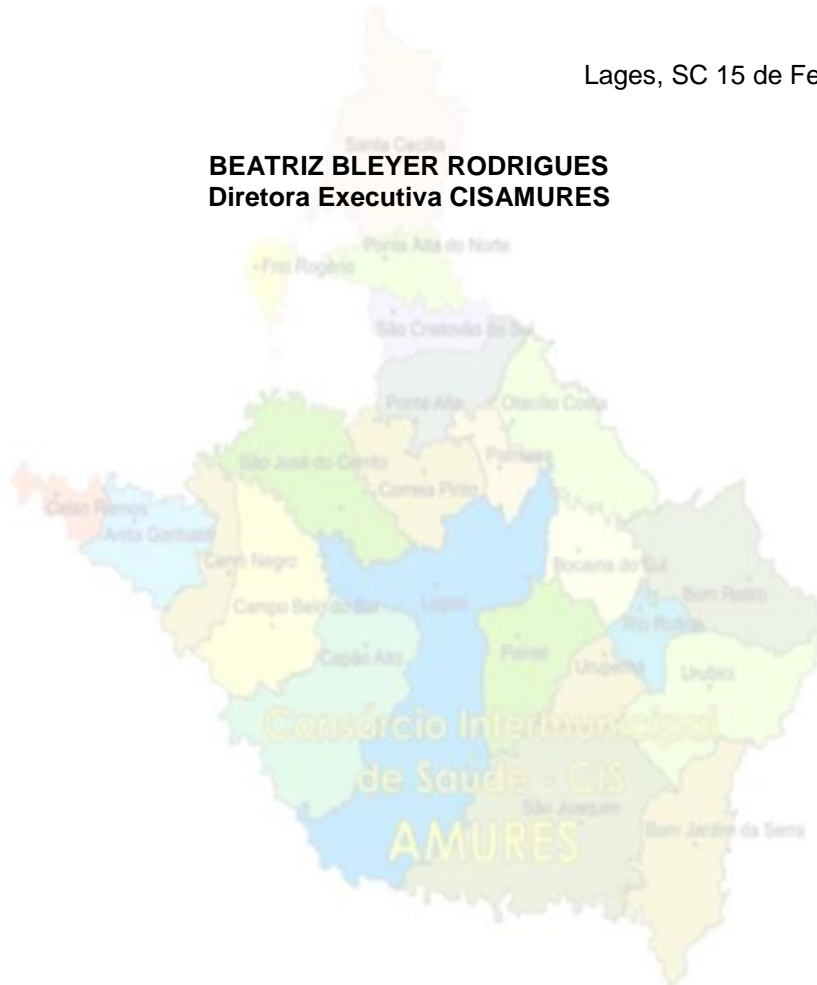 Lages, SC 15 de Fe
BEATRIZ BLEYER RODRIGUES
Diretora Executiva CISAMURES
Santa Cecília
Ponte Alta do Norte
Frei Rogério
São Cristovão do Sul
Ponte Alta
Otacílio Costa
Palmeira
São José do Cerrito
Correia Pinto
Celso Ramos
Anita Garibaldi
Cerro Negro
Bocaina do Sul
Bom Retiro
Campo Belo do Sul
Lages
Rio Rufino
Capão Alto
Painel
Urupema
Urubici
Consórcio Intermunicipal
de Saúde - CIS
São Joaquim
AMURES
Bom Jardim da Serra